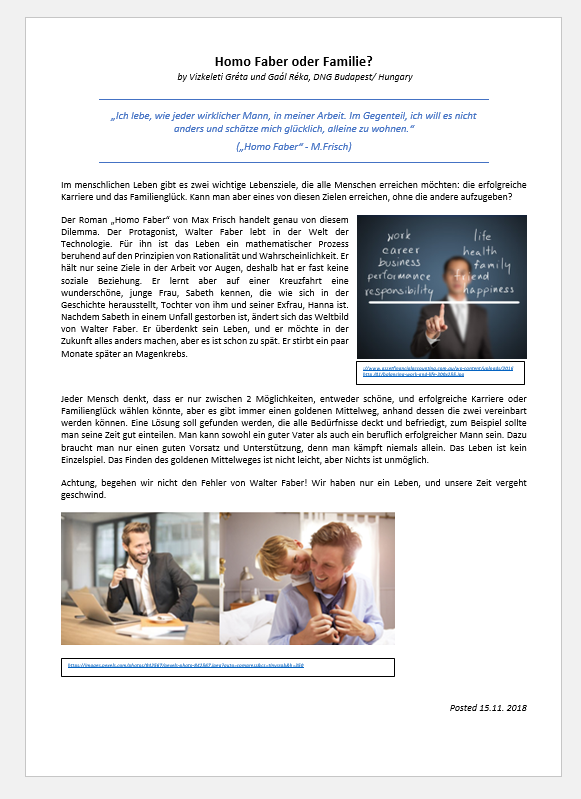 Homo Faber oder Familie?
by Vizkeleti Gréta und Gaál Réka, DNG Budapest/ Hungary
„Ich lebe, wie jeder wirklicher Mann, in meiner Arbeit. Im Gegenteil, ich will es nicht
anders und schätze mich glücklich, alleine zu wohnen.“
(„Homo Faber“ - M.Frisch)
Im menschlichen Leben gibt es zwei wichtige Lebensziele, die alle Menschen erreichen möchten: die erfolgreiche
Karriere und das Familienglück. Kann man aber eines von diesen Zielen erreichen, ohne die andere aufzugeben?
Der Roman „Homo Faber“ von Max Frisch handelt genau von diesem
Dilemma. Der Protagonist, Walter Faber lebt in der Welt der
Technologie. Für ihn ist das Leben ein mathematischer Prozess
beruhend auf den Prinzipien von Rationalität und Wahrscheinlichkeit. Er
hält nur seine Ziele in der Arbeit vor Augen, deshalb hat er fast keine
soziale Beziehung. Er lernt aber auf einer Kreuzfahrt eine
wunderschöne, junge Frau, Sabeth kennen, die wie sich in der
Geschichte herausstellt, Tochter von ihm und seiner Exfrau, Hanna ist.
Nachdem Sabeth in einem Unfall gestorben ist, ändert sich das Weltbild
von Walter Faber. Er überdenkt sein Leben, und er möchte in der
Zukunft alles anders machen, aber es ist schon zu spät. Er stirbt ein paar
Monate später an Magenkrebs.
work
career
business
performance
responsibility
life
health
family
friend
happiness
Jeder Mensch denkt, dass er nur zwischen 2 Möglichkeiten, entweder schöne, und erfolgreiche Karriere oder
Familienglück wählen könnte, aber es gibt immer einen goldenen Mittelweg, anhand dessen die zwei vereinbart
werden können. Eine Lösung soll gefunden werden, die alle Bedürfnisse deckt und befriedigt, zum Beispiel sollte
man seine Zeit gut einteilen. Man kann sowohl ein guter Vater als auch ein beruflich erfolgreicher Mann sein. Dazu
braucht man nur einen guten Vorsatz und Unterstützung, denn man kämpft niemals allein. Das Leben ist kein
Einzelspiel. Das Finden des goldenen Mittelweges ist nicht leicht, aber Nichts ist unmöglich.
Achtung, begehen wir nicht den Fehler von Walter Faber! Wir haben nur ein Leben, und unsere Zeit vergeht
geschwind.
Posted 15.11. 2018